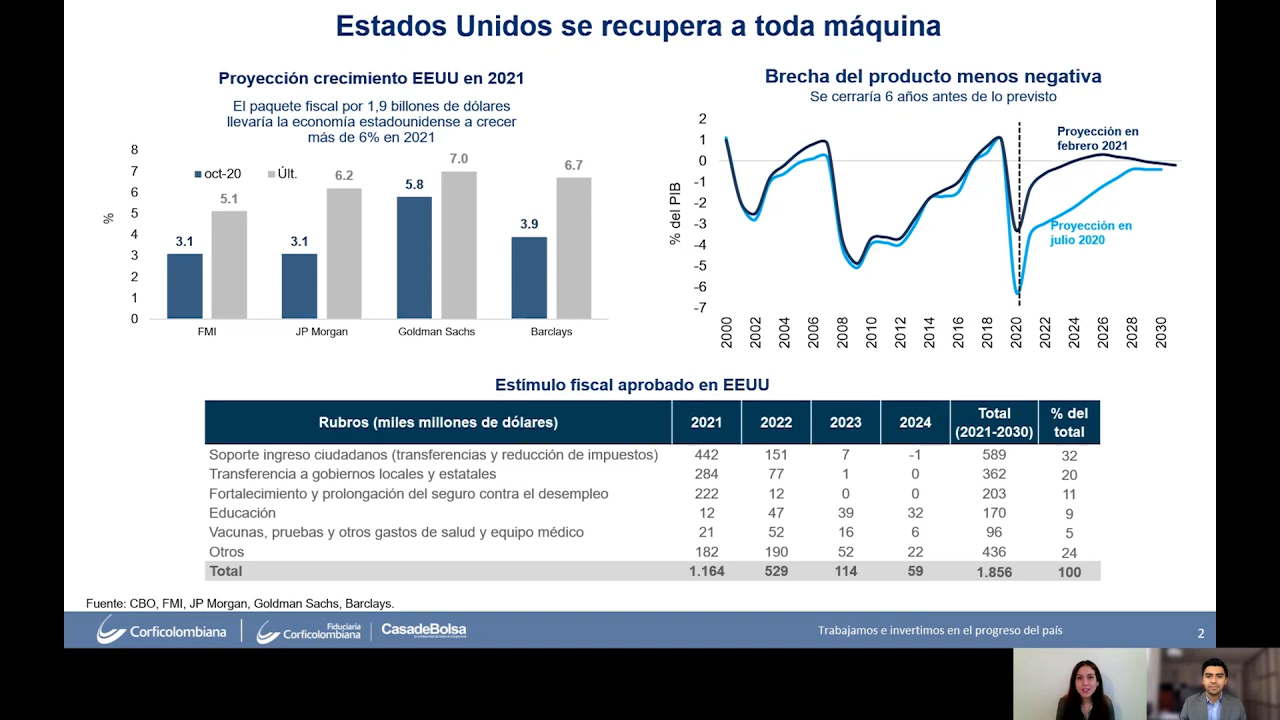 Estados Unidos se recupera a toda máquina
Proyección crecimiento EEUU en 2021
El paquete fiscal por 1,9 billones de dólares
llevaría la economía estadounidense a crecer
más de 6% en 2021
8
7
6
5
4
3
2
1
0
%
oct-20 Últ.
3.1 5.1
3.1 6.2
5.8 7.0
3.9 6.7
FMI JP Morgan Goldman Sachs Barclays
Brecha del producto menos negativa
Se cerraría 6 años antes de lo previsto
2
1
0
-1
-2
-3
-4
-5
-6
-7
% del PIB
Proyección en
febrero 2021
Proyección en
julio 2020
2000 2002 2004 2006 2008 2010 2012 2014 2016 2018 2020 2022 2024 2026 2028 2030
Estímulo fiscal aprobado en EEUU
Rubros (miles millones de dólares) 2021 2022 2023 2024 Total (2021-2030) % del total
Soporte ingreso ciudadanos (transferencias y reducción de impuestos) 442 151 7 -1 589 32
Transferencia a gobiernos locales y estatales 284 77 1 0 362 20
Fortalecimiento y prolongación del seguro contra el desempleo 222 12 0 0 203 11
Educación 12 47 39 32 170 9
Vacunas, pruebas y otros gastos de salud y equipo médico 21 52 16 6 96 5
Otros 182 190 52 22 436 24
Total 1.164 529 114 59 1.856 100
Fuente: CBO, FMI, JP Morgan, Goldman Sachs, Barclays.
Corficolombiana
Fiduciaria
Corficolombiana
CasadeBolsa
Trabajamos e invertimos en el progreso del país
2